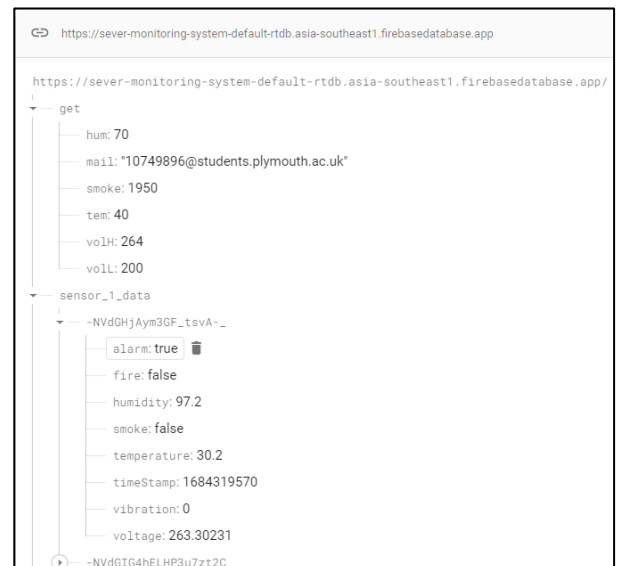 https://sever-monitoring-system-default-rtdb.asia-southeast1.firebasedatabase.app
https://sever-monitoring-system-default-rtdb.asia-southeast1.firebasedatabase.app/
get
hum: 70
mail: "10749896@students.plymouth.ac.uk"
smoke: 1950
tem: 40
volH: 264
volL: 200
sensor_1_data
-NVdGHjAym3GF_tsvA-_
alarm: true
fire: false
humidity: 97.2
smoke: false
temperature: 30.2
timeStamp: 1684319570
vibration: 0
voltage: 263.30231
-NVdGIG4hELHP3u7zt2C